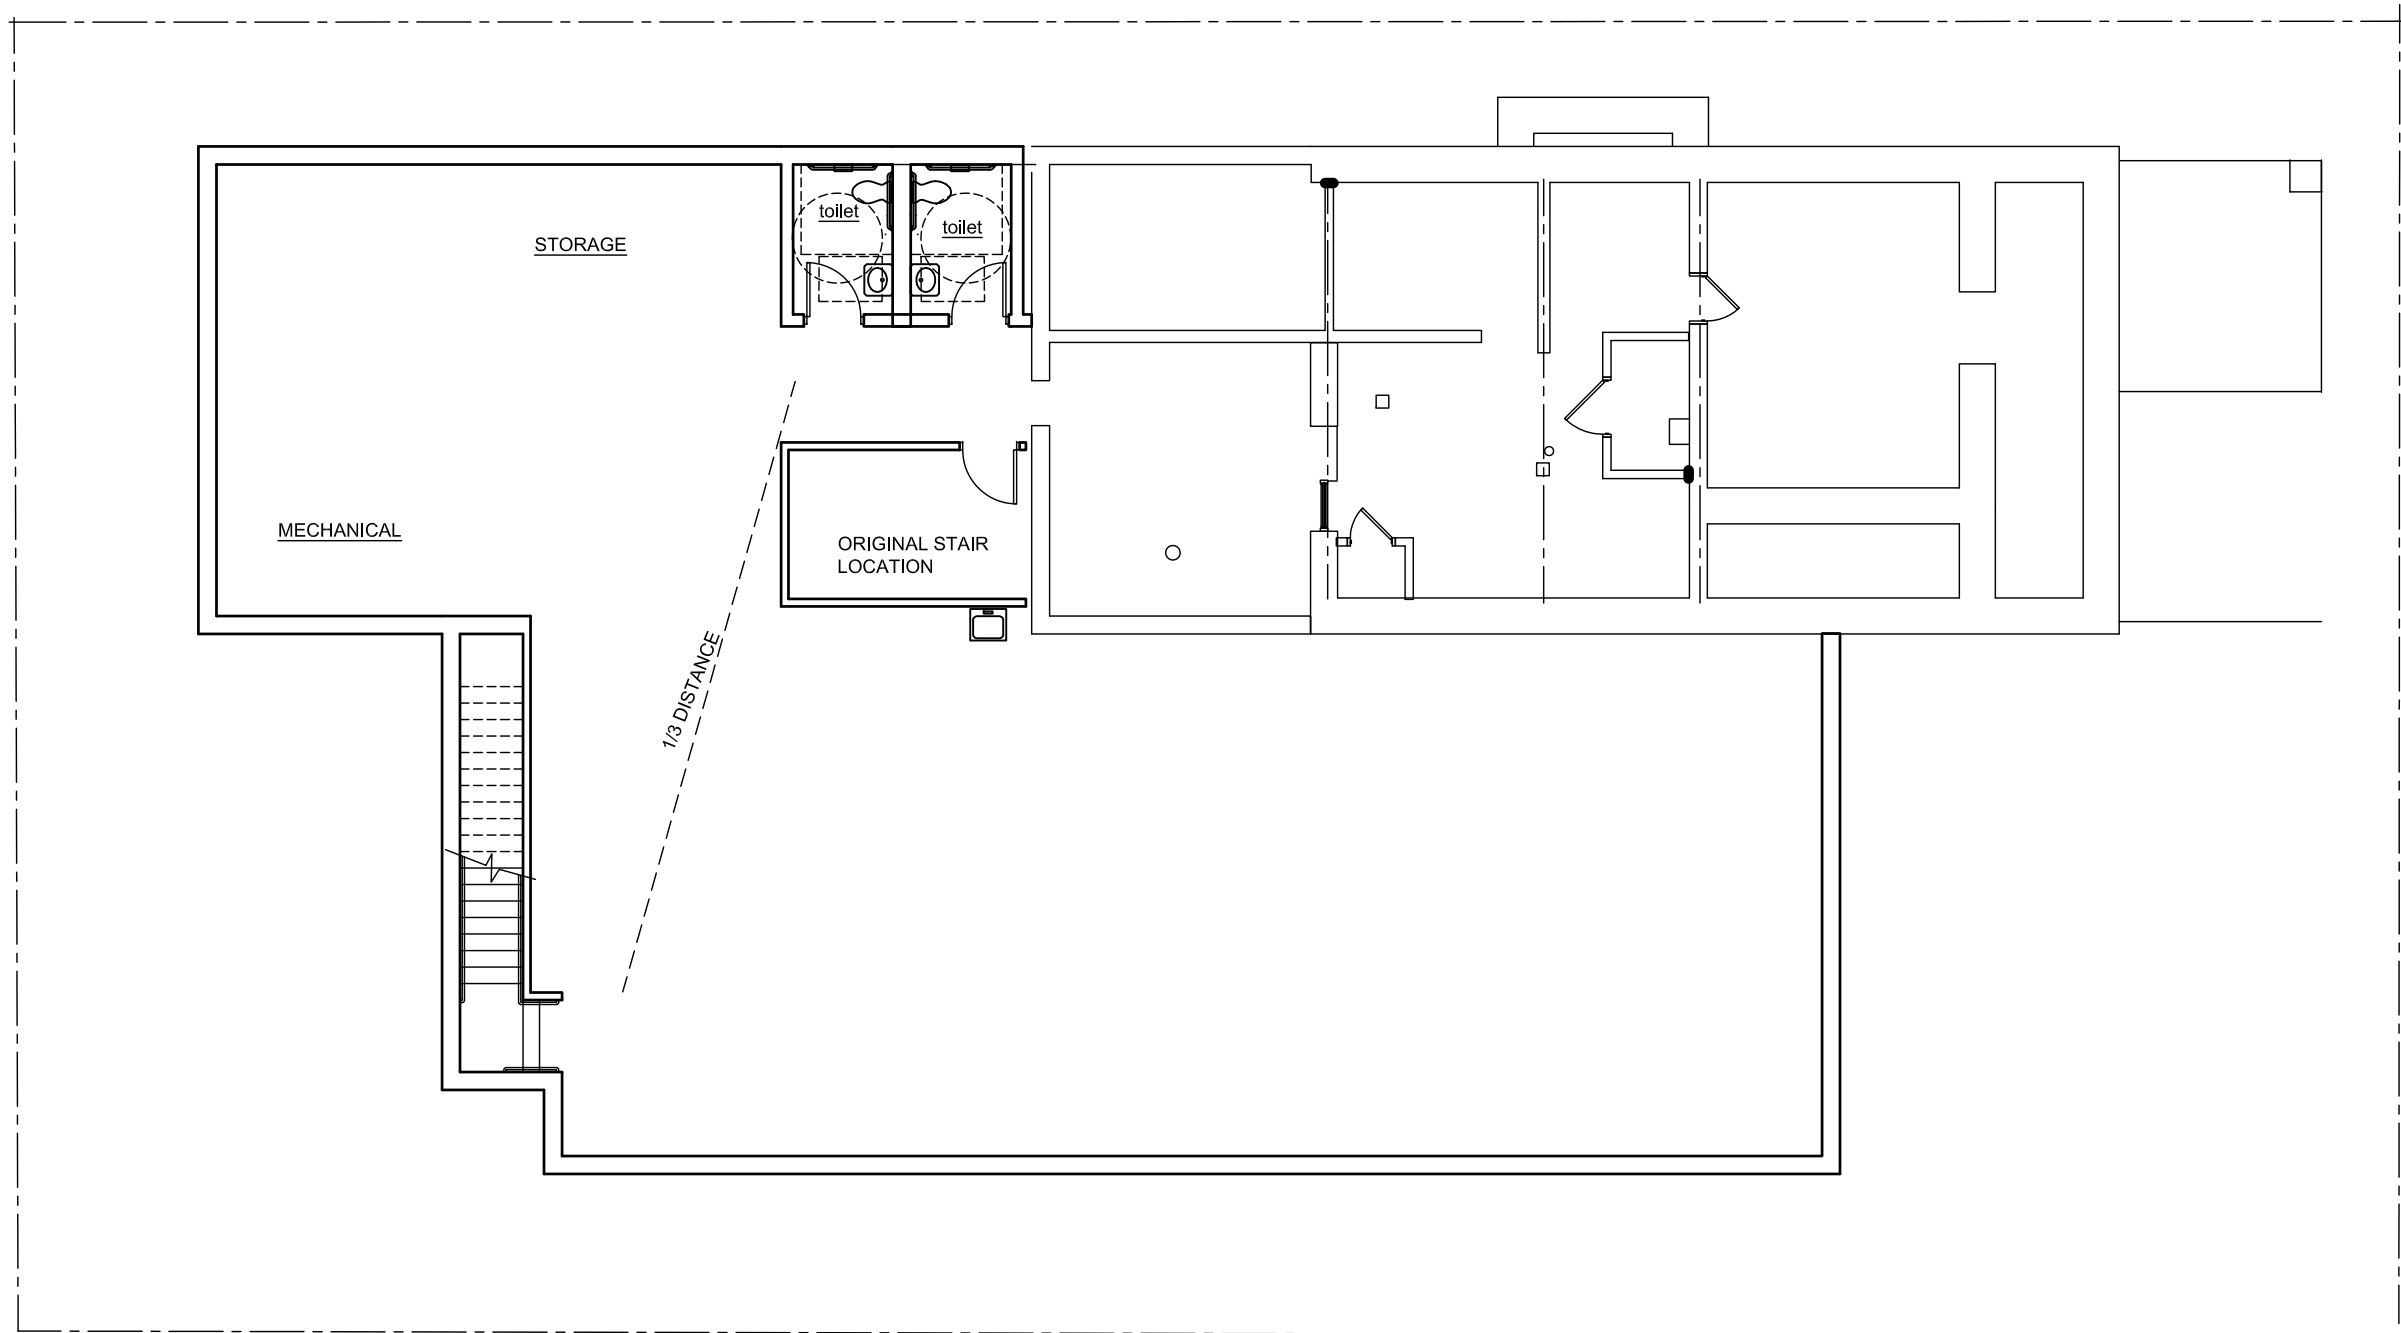 toilet
toilet
STORAGE
MECHANICAL
ORIGINAL STAIR
LOCATION
1/3 DISTANCE